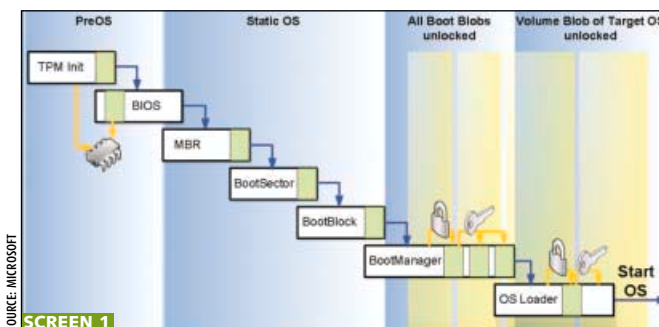 PreOS
Static OS
All Boot Blobs
unlocked
Volume Blob of Target OS
unlocked
TPM Init
BIOS
MBR
BootSector
BootBlock
BootManager
OS Loader
Start
OS
OURCE: MICROSOFT
SCREEN 1